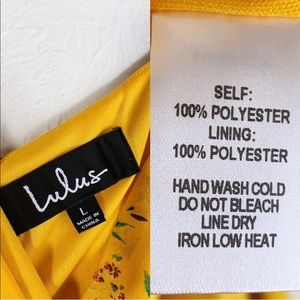 Lulus
L
MADE IN
CHINA
SELF:
100% POLYESTER
LINING:
100% POLYESTER
HAND WASH COLD
DO NOT BLEACH
LINE DRY
IRON LOW HEAT